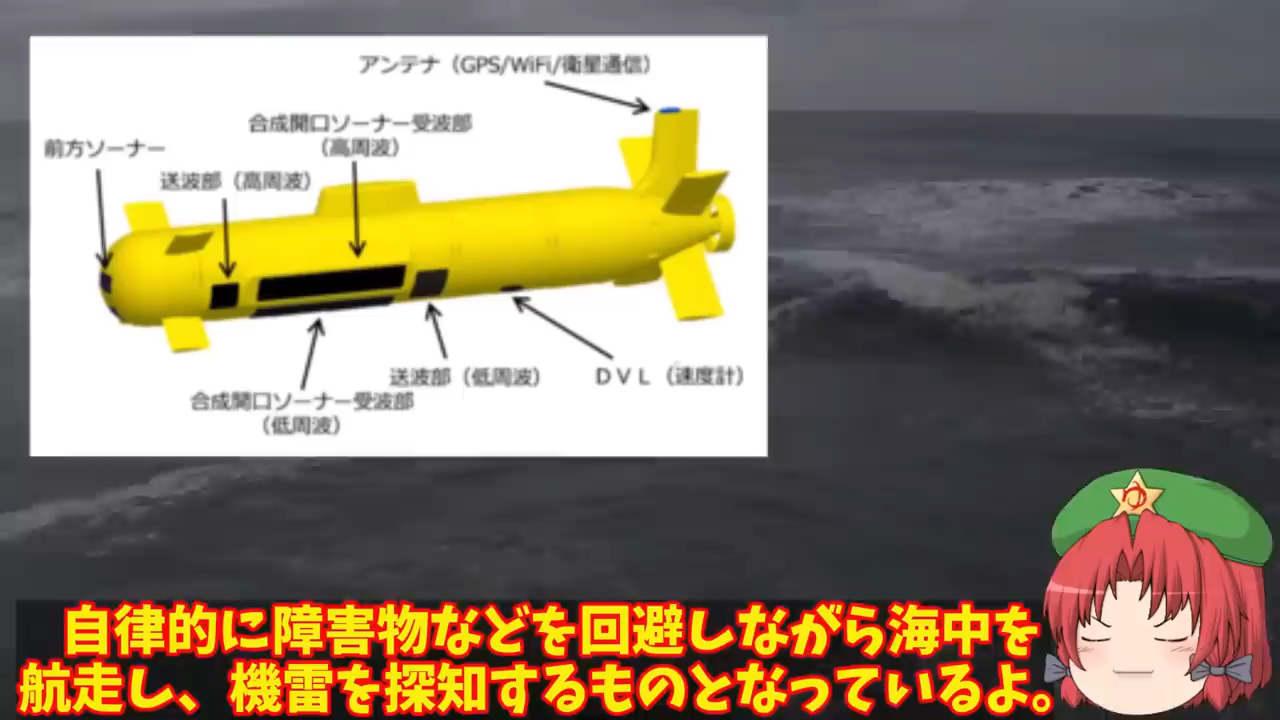 アンテナ（GPS/WiFi/衛星通信）
合成開口ソーナー受波部
（高周波）
前方ソーナー
送波部（高周波）
送波部（低周波）
ＤＶＬ（速度計）
合成開口ソーナー受波部
（低周波）
ゆ
自律的に障害物などを回避しながら海中を
航走し、機雷を探知するものとなっているよ。